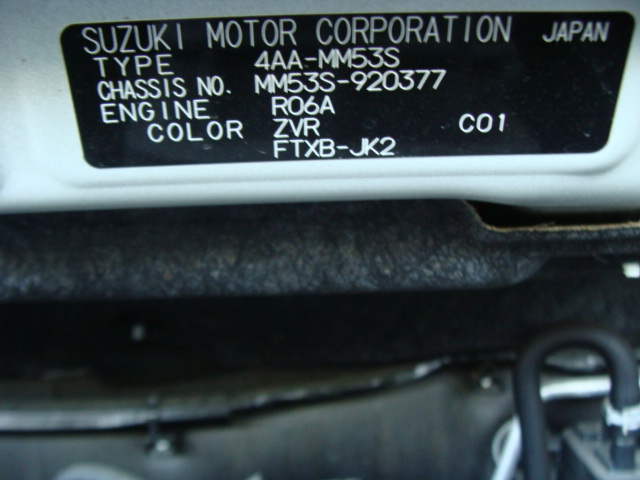 SUZUKI MOTOR CORPORATION JAPAN
TYPE 4AA-MM53S
CHASSIS NO. MM53S-920377
ENGINE R06A
COLOR ZVR C01
FTXB-JK2